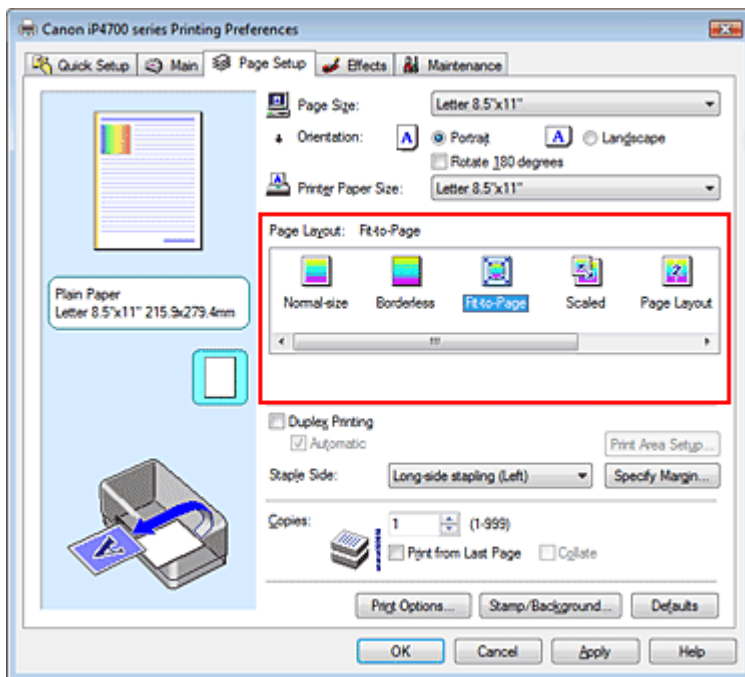 Canon iP4700 series Printing Preferences
Quick Setup Main Page Setup Effects Maintenance
Page Size: Letter 8.5"x11"
Orientation: A Portrait A Landscape
Rotate 180 degrees
Printer Paper Size: Letter 8.5"x11"
Page Layout: Fit-to-Page
Normal-size Borderless Fit-to-Page Scaled Page Layout
Plain Paper
Letter 8.5"x11" 215.9x279.4mm
Duplex Printing
Automatic Print Area Setup...
Staple Side: Long-side stapling (Left) Specify Margin...
Copies: 1 (1-999)
Print from Last Page Collate
Print Options... Stamp/Background... Defaults
OK Cancel Apply Help